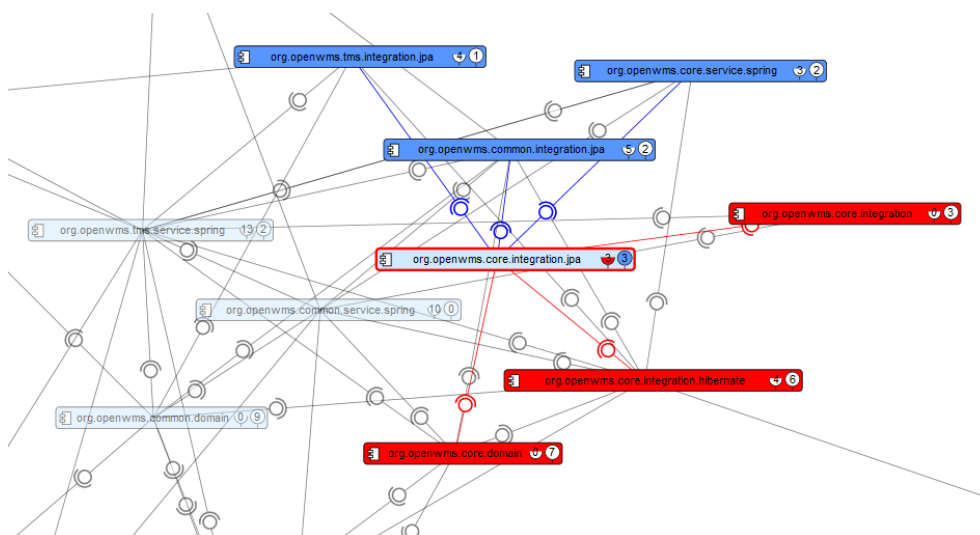 org.openwms.tms.integration.jpa 4 1
org.openwms.core.service.spring 3 2
org.openwms.common.integration.jpa 5 2
org.openwms.core.integration 0 3
org.openwms.tms.service.spring 13 2
org.openwms.core.integration.jpa 3 3
org.openwms.common.service.spring 10 0
org.openwms.core.integration.hibernate 4 6
org.openwms.common.domain 0 9
org.openwms.core.domain 0 7